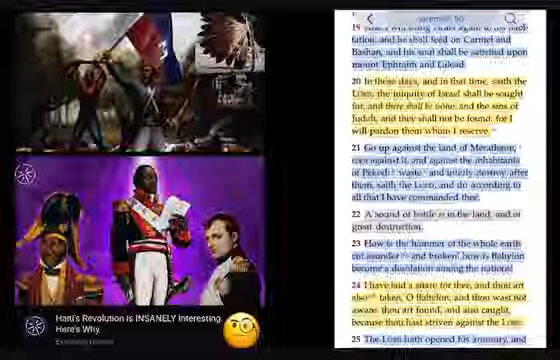 Haiti's Revolution is INSANELY Interesting.
Here's Why
Jeremiah 50
tation, and he shall feed on Carmel and
Bashan, and his soul shall be satisfied upon
mount Ephraim and Gilead.
20 In those days, and in that time, saith the
LORD, the iniquity of Israel shall be sought
for, and there shall be none; and the sins of
Judah, and they shall not be found: for I
will pardon them whom I reserve.
21 Go up against the land of Merathaim,
against it, and against the inhabitants
of Pekod: waste and utterly destroy after
them, saith the LORD, and do according to
all that I have commanded thee.
22 A sound of battle is in the land, and of
great destruction.
23 How is the hammer of the whole earth
cut asunder and broken! how is Babylon
become a desolation among the nations!
24 I have laid a snare for thee, and thou art
also taken, O Babylon, and thou wast not
aware: thou art found, and also caught,
because thou hast striven against the LORD.
25 The LORD hath opened his armoury, and